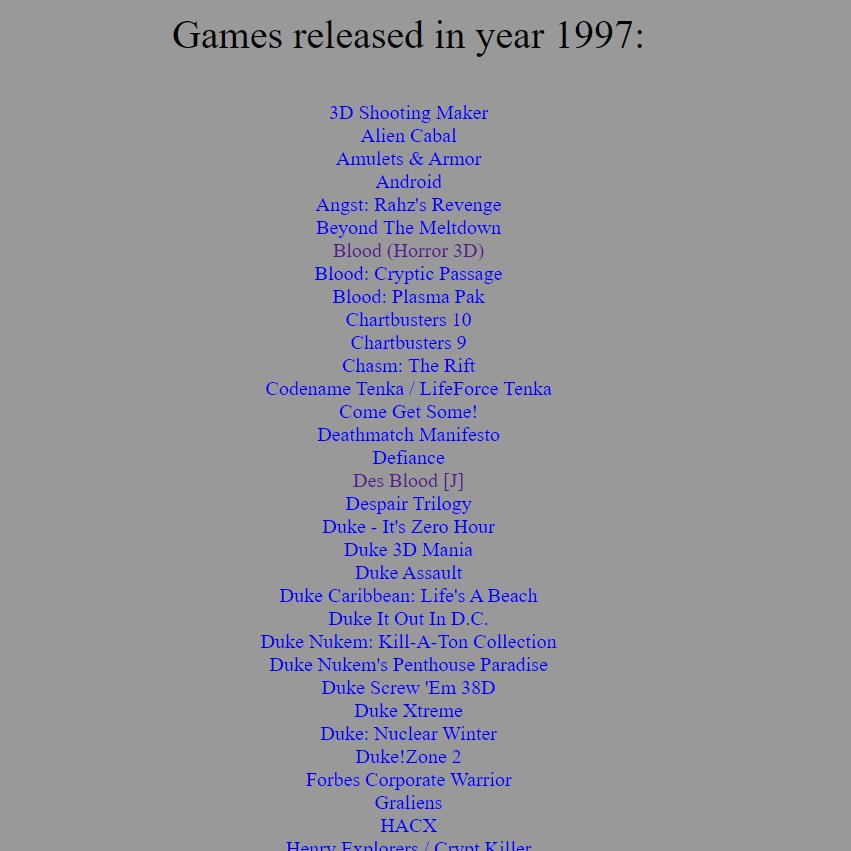 Games released in year 1997:
3D Shooting Maker
Alien Cabal
Amulets & Armor
Android
Angst: Rahz's Revenge
Beyond The Meltdown
Blood (Horror 3D)
Blood: Cryptic Passage
Blood: Plasma Pak
Chartbusters 10
Chartbusters 9
Chasm: The Rift
Codename Tenka / LifeForce Tenka
Come Get Some!
Deathmatch Manifesto
Defiance
Des Blood [J]
Despair Trilogy
Duke - It's Zero Hour
Duke 3D Mania
Duke Assault
Duke Caribbean: Life's A Beach
Duke It Out In D.C.
Duke Nukem: Kill-A-Ton Collection
Duke Nukem's Penthouse Paradise
Duke Screw 'Em 38D
Duke Xtreme
Duke: Nuclear Winter
Duke!Zone 2
Forbes Corporate Warrior
Graliens
HACX
Henry Explorers / Crypt Killer